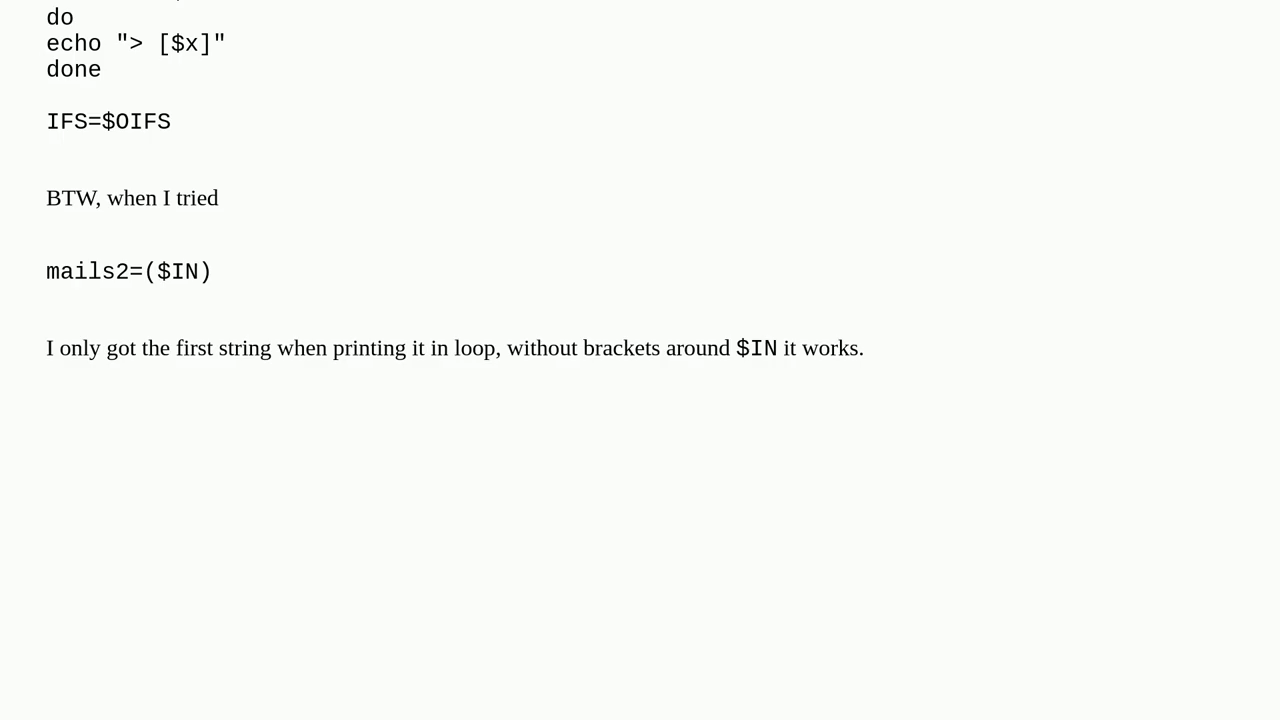 do
echo "> [$x]"
done
IFS=$OIFS
BTW, when I tried
mails2=($IN)
I only got the first string when printing it in loop, without brackets around $IN it works.